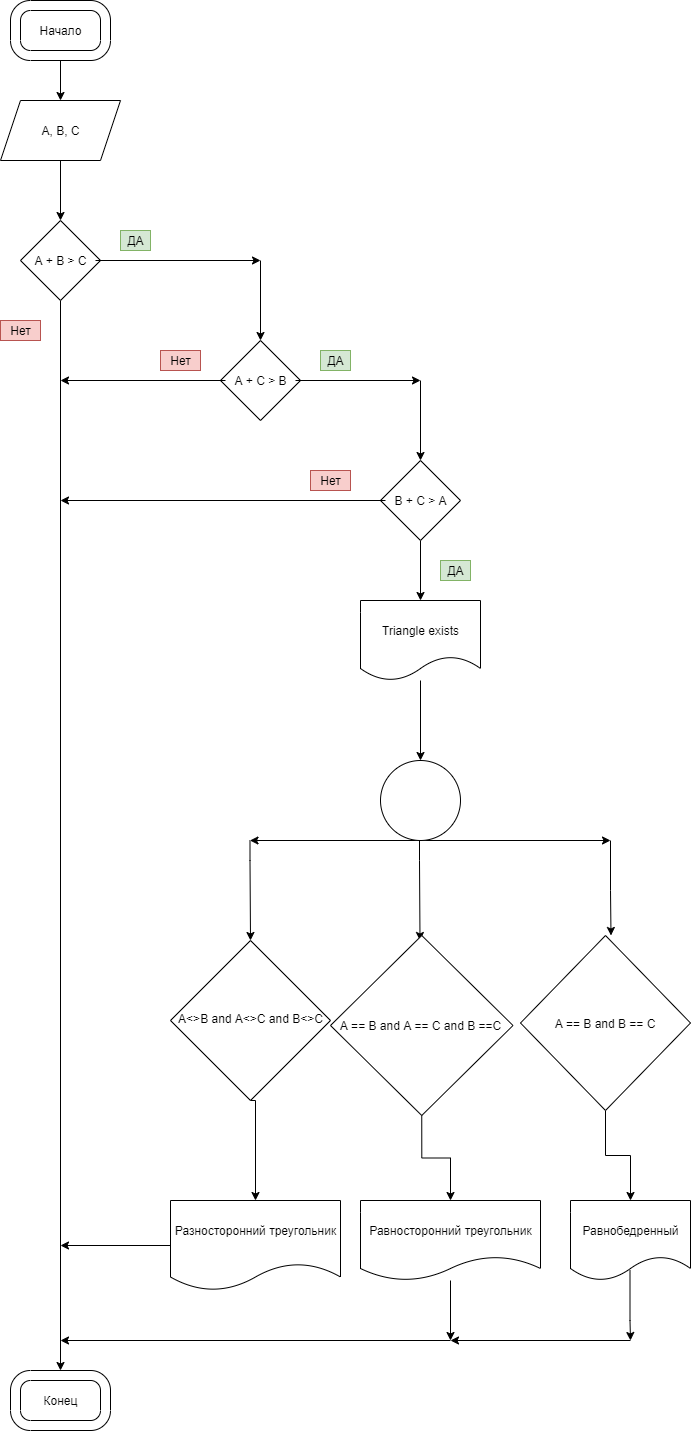 Начало
A, B, C
ДА
A + B > C
Нет
Нет
ДА
A + C > B
Нет
B + C > A
ДА
Triangle exists
A<>B and A<>C and B<>C
A == B and A == C and B ==C
A == B and B == C
Разносторонний треугольник
Равносторонний треугольник
Равнобедренный
Конец